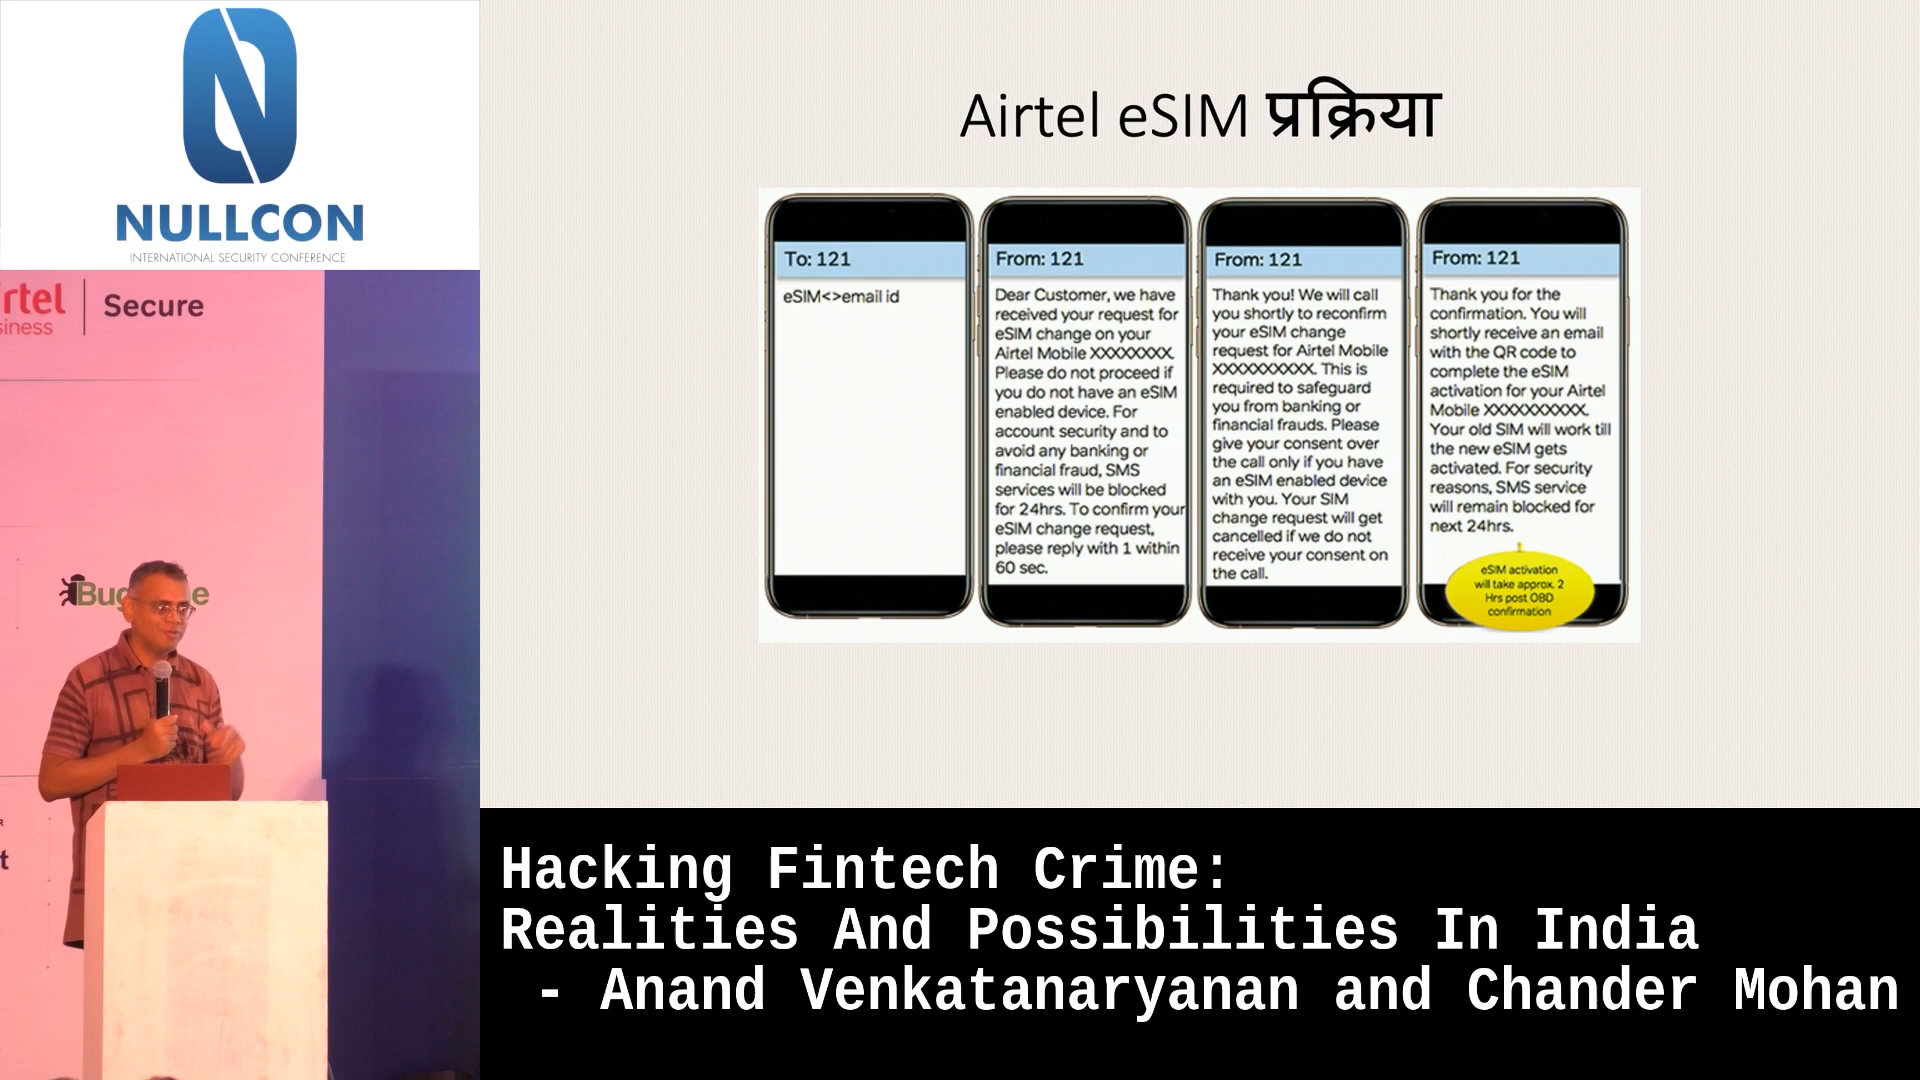 NULLCON
INTERNATIONAL SECURITY CONFERENCE
Secure
Airtel eSIM प्रक्रिया
To: 121
eSIM<>email id
From: 121
Dear Customer, we have
received your request for
eSIM change on your
Airtel Mobile XXXXXXXX.
Please do not proceed if
you do not have an eSIM
enabled device. For
account security and to
avoid any banking or
financial fraud, SMS
services will be blocked
for 24hrs. To confirm your
eSIM change request,
please reply with 1 within
60 sec.
From: 121
Thank you! We will call
you shortly to reconfirm
your eSIM change
request for Airtel Mobile
XXXXXXXXXX. This is
required to safeguard
you from banking or
financial frauds. Please
give your consent over
the call only if you have
an eSIM enabled device
with you. Your SIM
change request will get
cancelled if we do not
receive your consent on
the call.
From: 121
Thank you for the
confirmation. You will
shortly receive an email
with the QR code to
complete the eSIM
activation for your Airtel
Mobile XXXXXXXXXX.
Your old SIM will work till
the new eSIM gets
activated. For security
reasons, SMS service
will remain blocked for
next 24hrs.
eSIM activation
will take approx. 2
Hrs post OBD
confirmation
Hacking Fintech Crime:
Realities And Possibilities In India
- Anand Venkatanaryanan and Chander Mohan